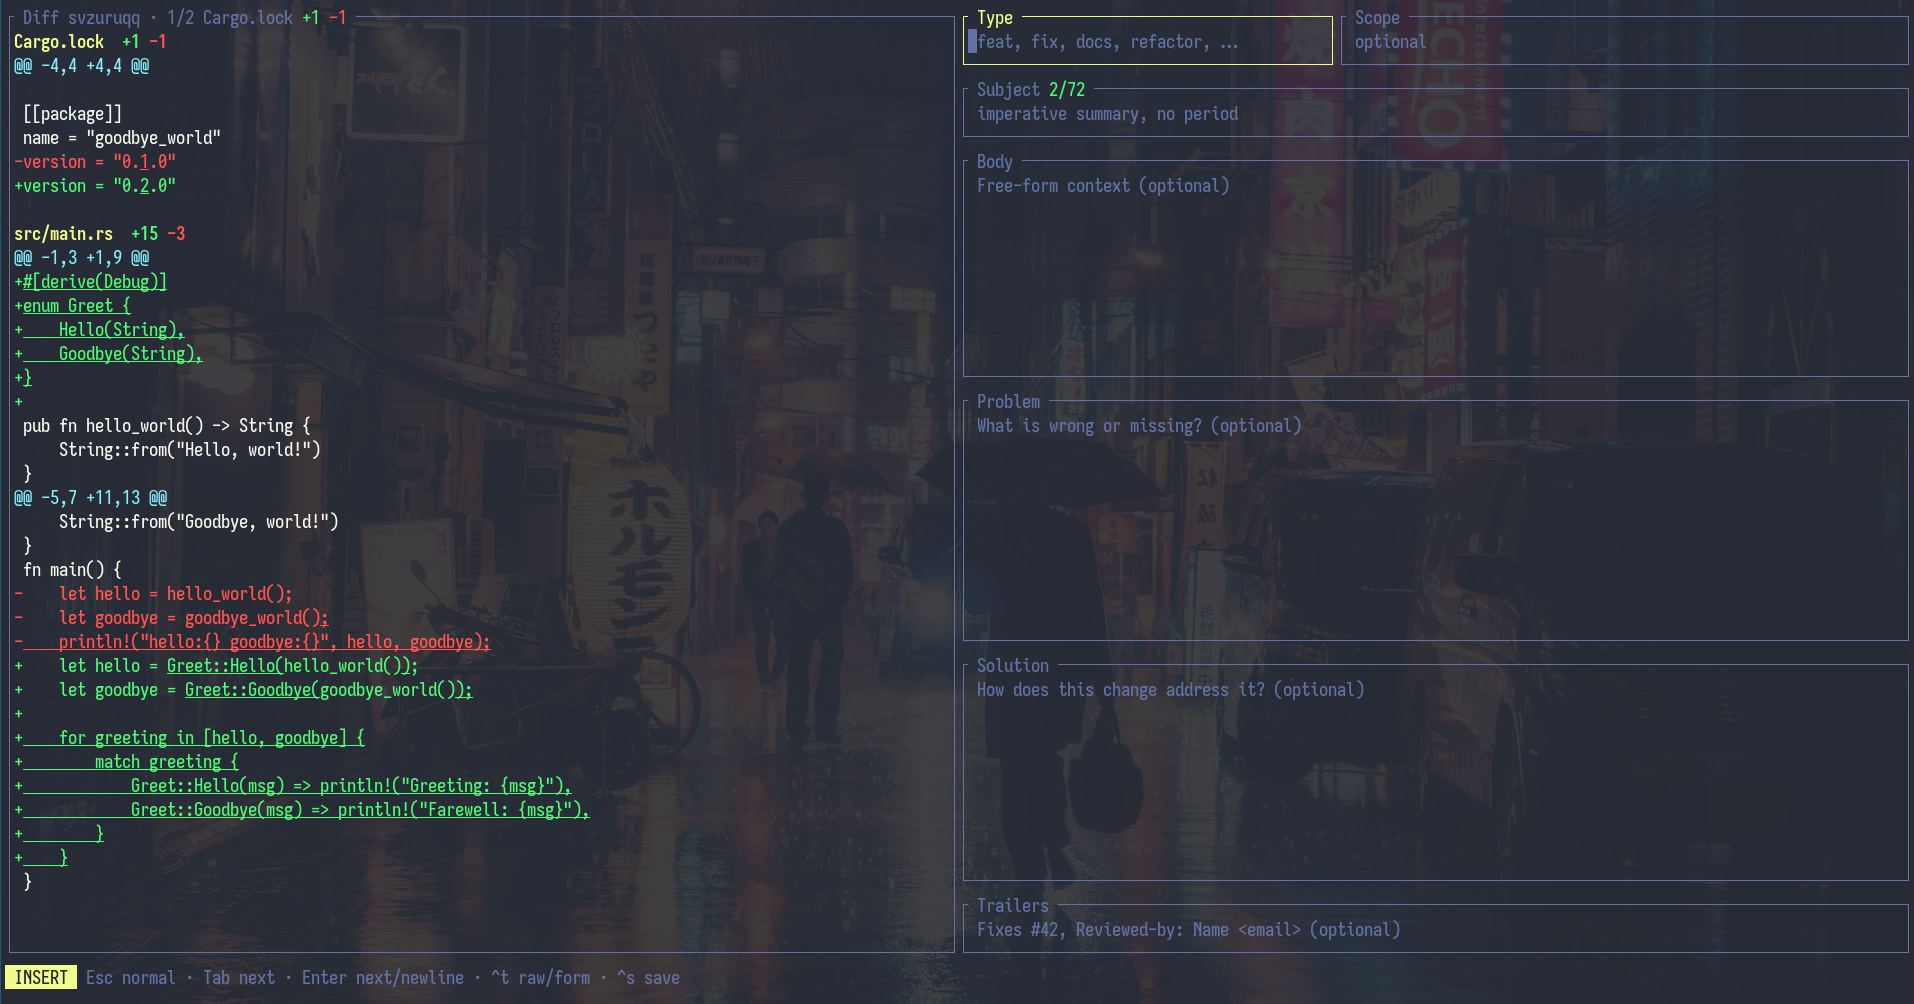 Diff svzuruqq · 1/2 Cargo.lock +1 -1
Cargo.lock  +1 -1
@@ -4,4 +4,4 @@
[[package]]
name = "goodbye_world"
-version = "0.1.0"
+version = "0.2.0"
src/main.rs  +15 -3
@@ -1,3 +1,9 @@
+#[derive(Debug)]
+enum Greet {
+    Hello(String),
+    Goodbye(String),
+}
+
pub fn hello_world() -> String {
    String::from("Hello, world!")
}
@@ -5,7 +11,13 @@
    String::from("Goodbye, world!")
}
fn main() {
-    let hello = hello_world();
-    let goodbye = goodbye_world();
-    println!("hello:{} goodbye:{}", hello, goodbye);
+    let hello = Greet::Hello(hello_world());
+    let goodbye = Greet::Goodbye(goodbye_world());
+
+    for greeting in [hello, goodbye] {
+        match greeting {
+            Greet::Hello(msg) => println!("Greeting: {msg}"),
+            Greet::Goodbye(msg) => println!("Farewell: {msg}"),
+        }
+    }
}
Type
feat, fix, docs, refactor, ...
Scope
optional
Subject 2/72
imperative summary, no period
Body
Free-form context (optional)
Problem
What is wrong or missing? (optional)
Solution
How does this change address it? (optional)
Trailers
Fixes #42, Reviewed-by: Name <email> (optional)
INSERT Esc normal · Tab next · Enter next/newline · ^t raw/form · ^s save
ホルモン
ECHO